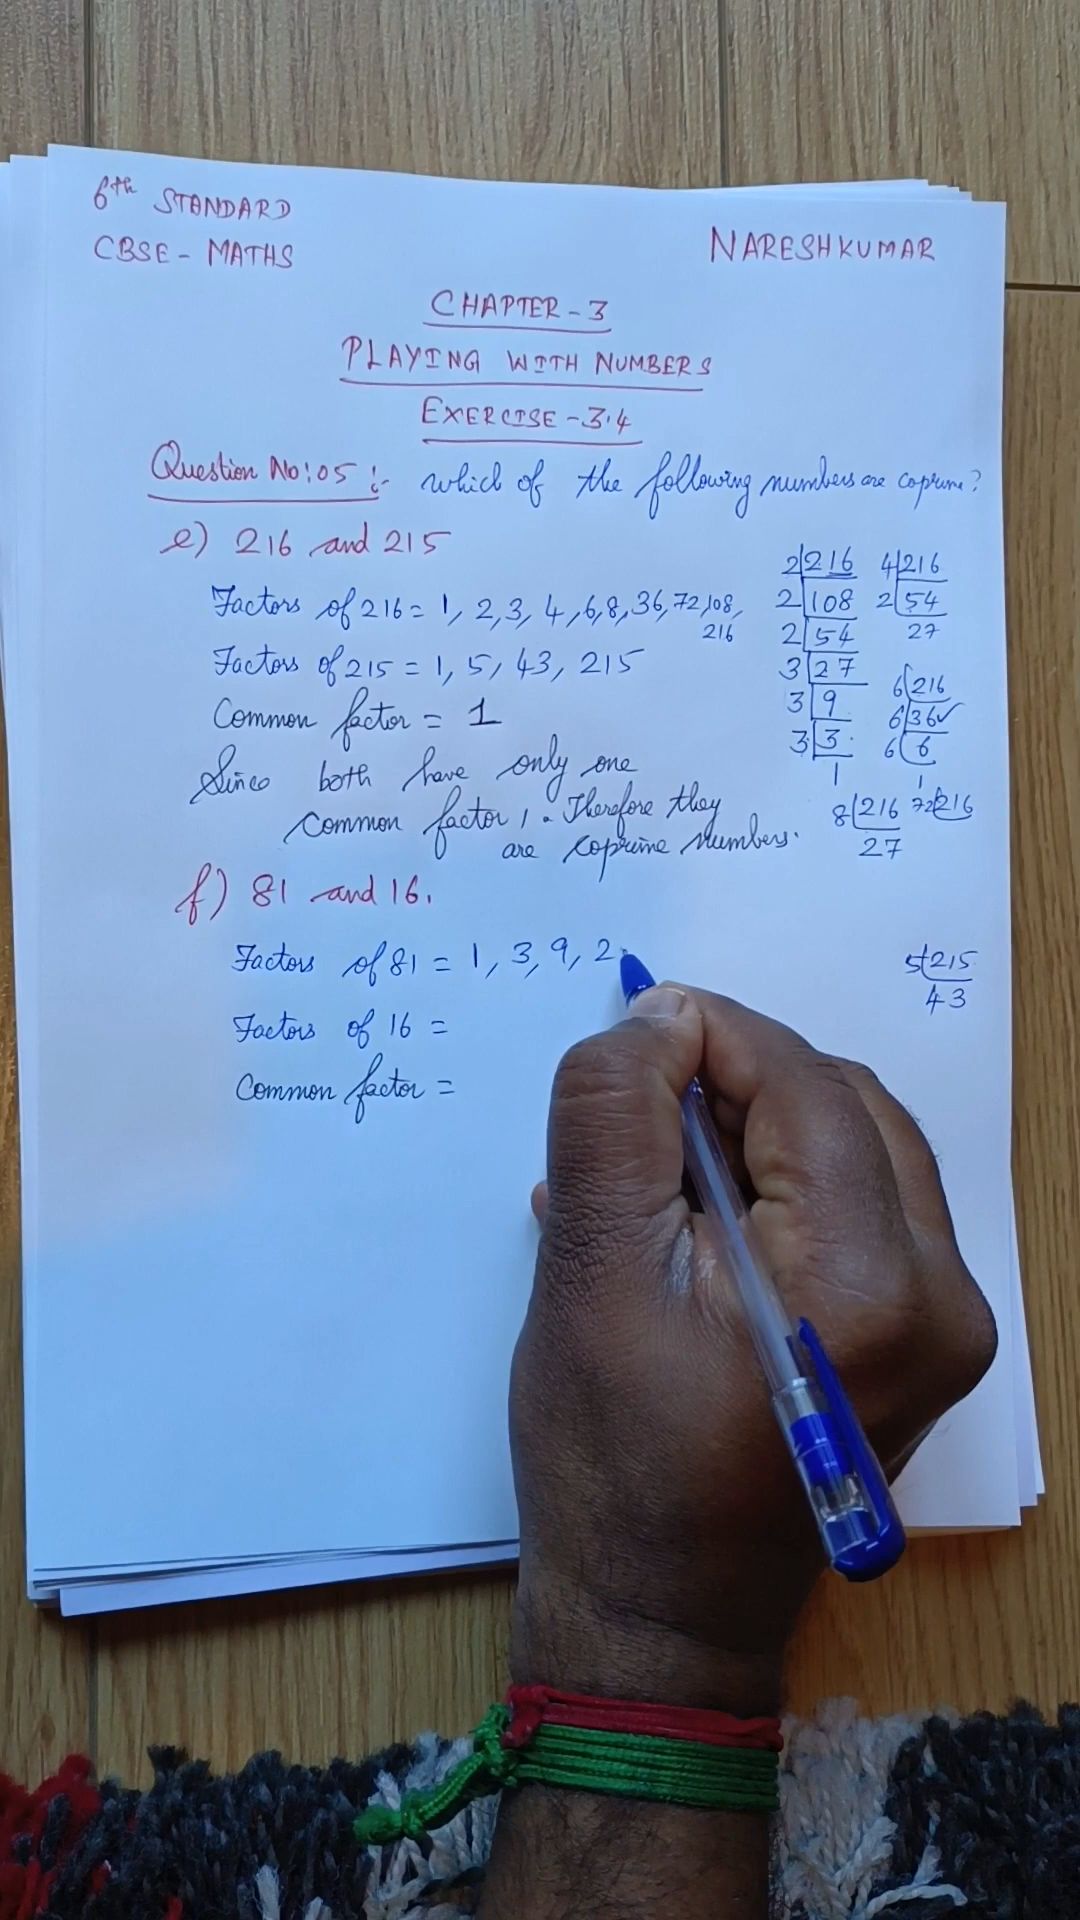 6th STANDARD
CBSE - MATHS
NARESHKUMAR
CHAPTER - 3
PLAYING WITH NUMBERS
EXERCISE - 3.4
Question No: 05 :- which of the following numbers are coprime?
e) 216 and 215
Factors of 216 = 1, 2, 3, 4, 6, 8, 36, 72, 108,
216
Factors of 215 = 1, 5, 43, 215
Common factor = 1
Since both have only one
common factor 1. Therefore they
are coprime numbers.
2 216
2 108
2 54
3 27
3 9
3 3
1
4 216
2 54
27
6 216
6 36 ✓
6 6
1
8 216
27
72 216
f) 81 and 16.
Factors of 81 = 1, 3, 9, 2
Factors of 16 =
Common factor =
5 215
43